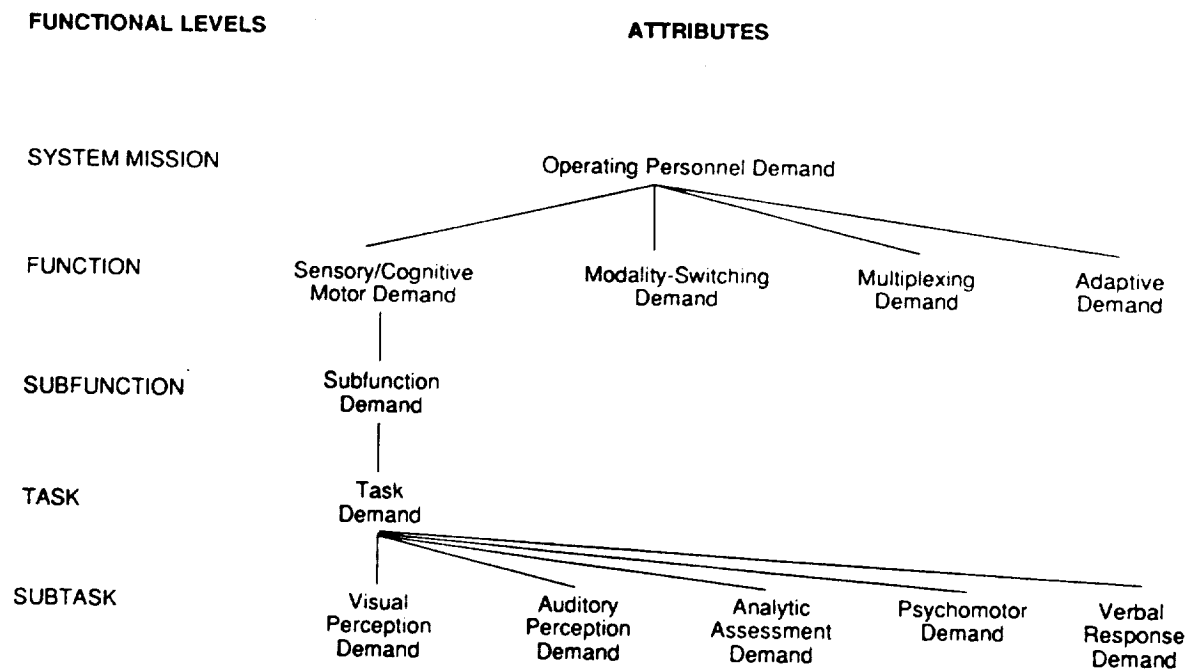 FUNCTIONAL LEVELS
ATTRIBUTES
SYSTEM MISSION
Operating Personnel Demand
FUNCTION
Sensory/Cognitive
Motor Demand
Modality-Switching
Demand
Multiplexing
Demand
Adaptive
Demand
SUBFUNCTION
Subfunction
Demand
TASK
Task
Demand
SUBTASK
Visual
Perception
Demand
Auditory
Perception
Demand
Analytic
Assessment
Demand
Psychomotor
Demand
Verbal
Response
Demand